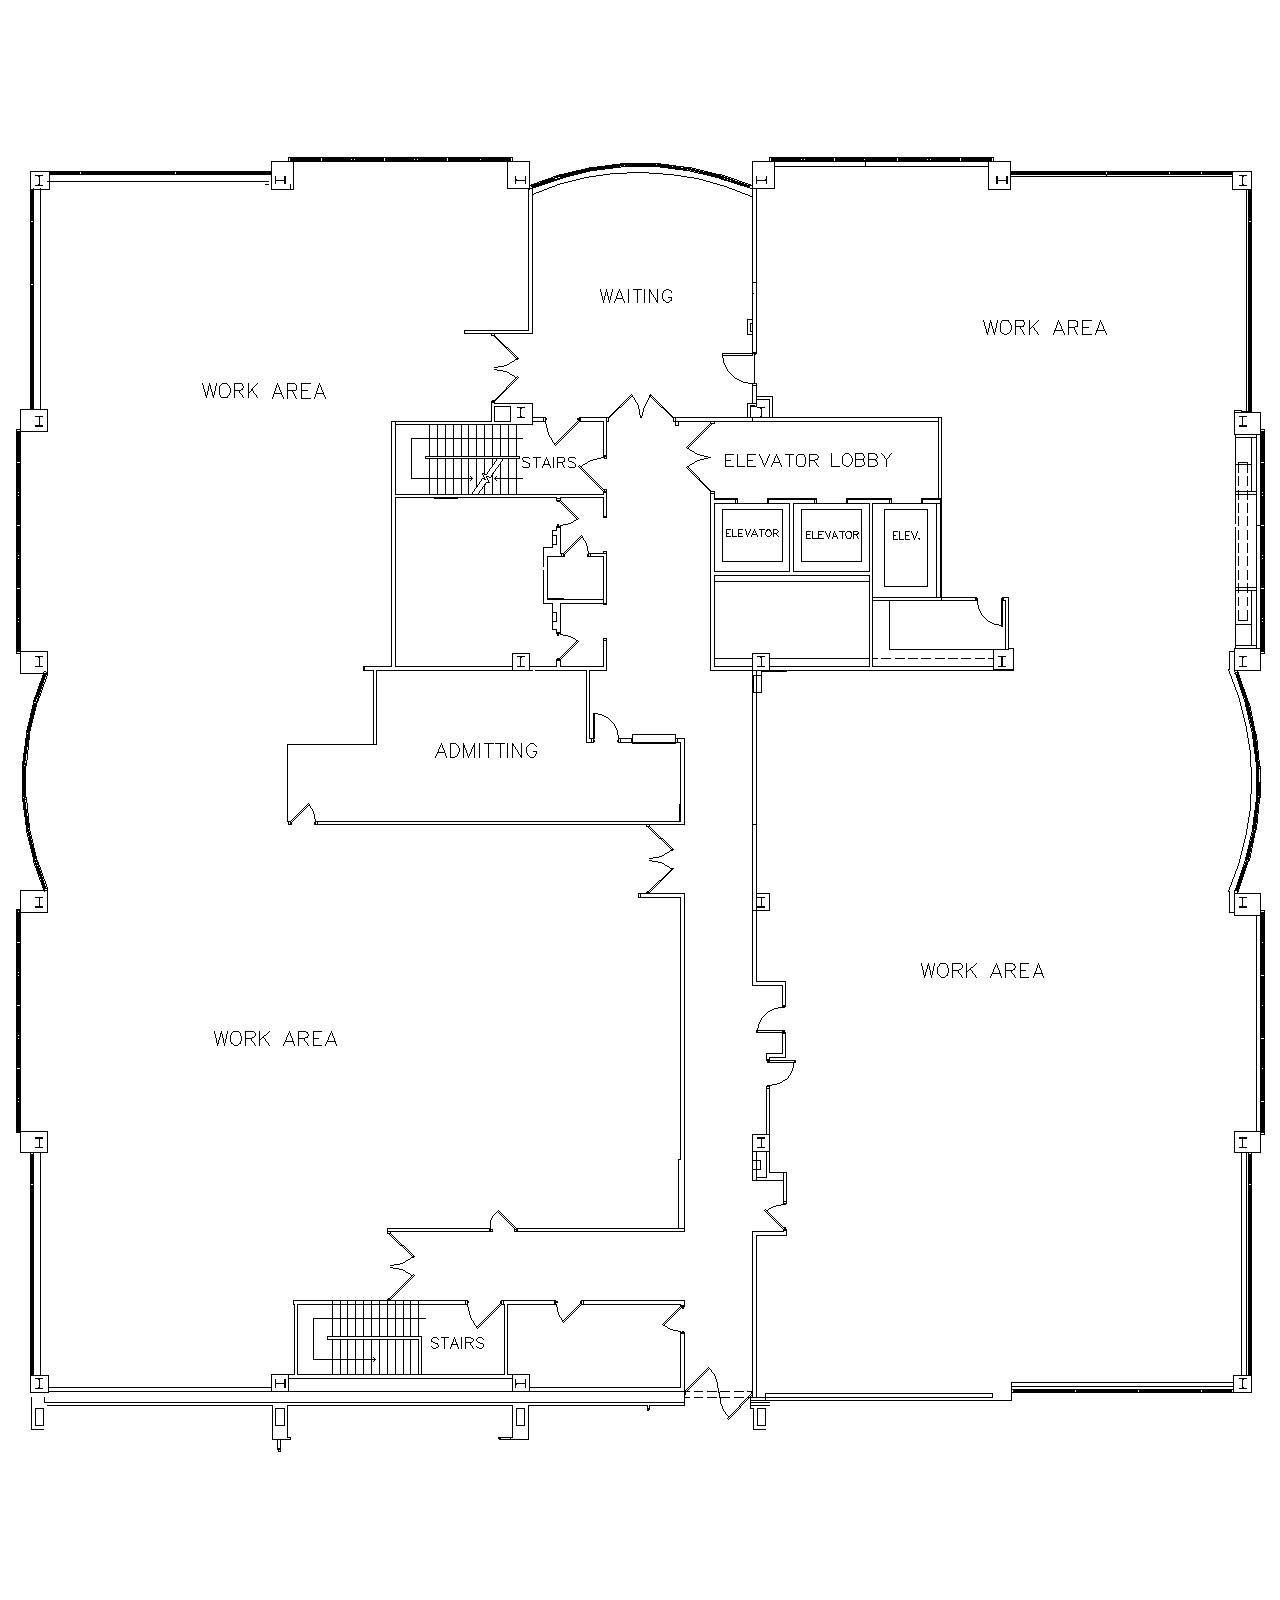 WAITING
WORK AREA
WORK AREA
STAIRS
ELEVATOR LOBBY
ELEVATOR
ELEVATOR
ELEV.
ADMITTING
WORK AREA
WORK AREA
STAIRS